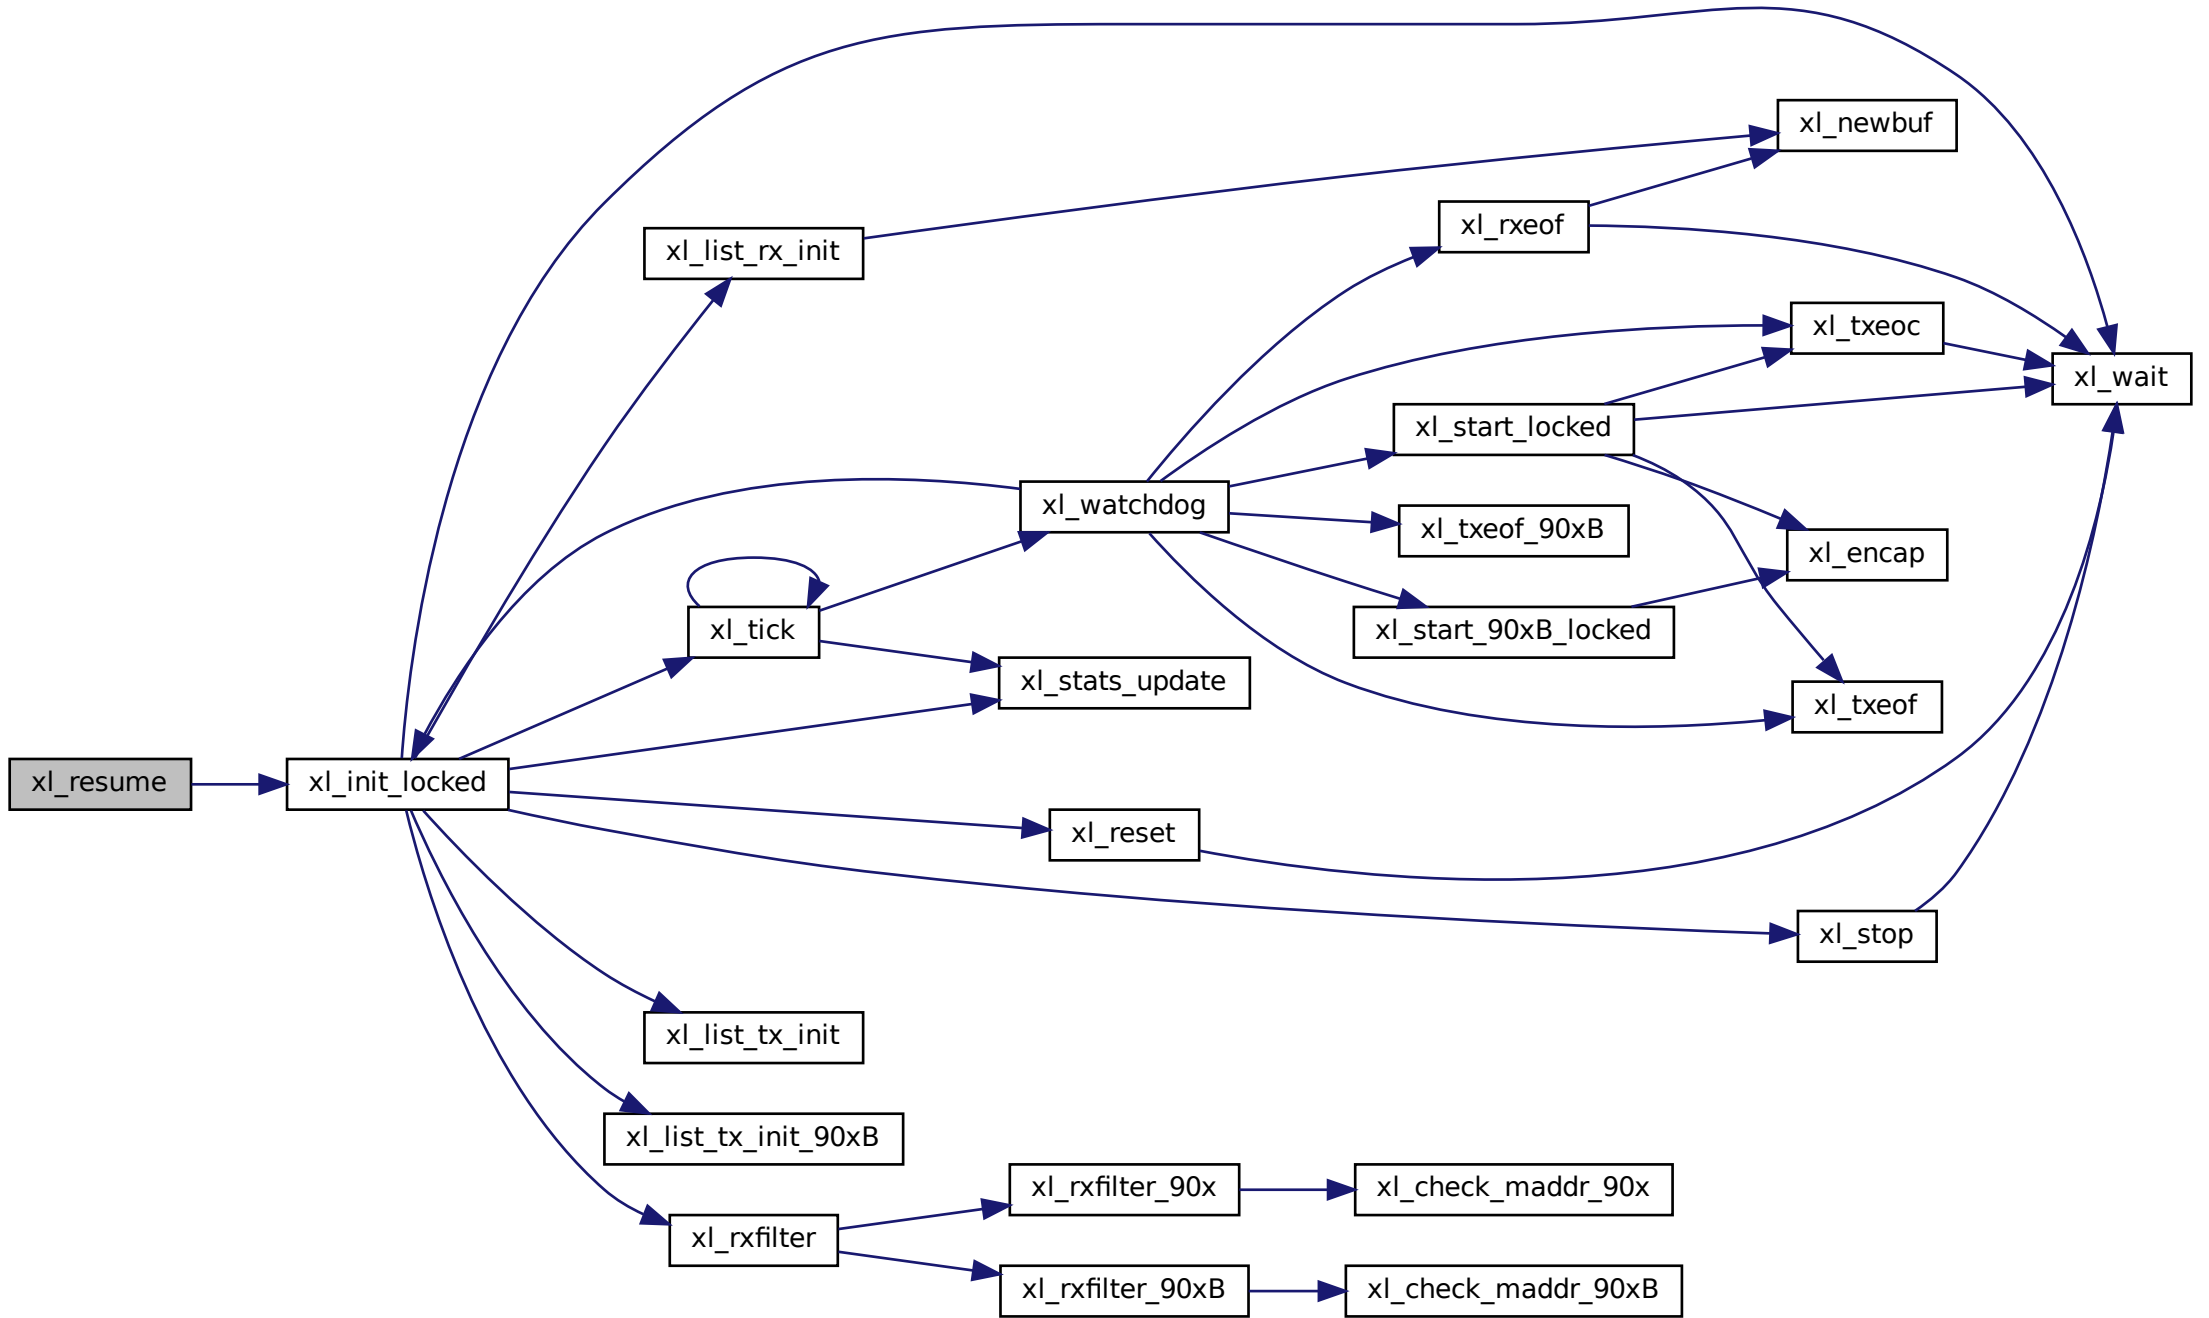 xl_newbuf
xl_rxeof
xl_list_rx_init
xl_txeoc
xl_wait
xl_start_locked
xl_watchdog
xl_txeof_90xB
xl_encap
xl_tick
xl_start_90xB_locked
xl_stats_update
xl_txeof
xl_resume
xl_init_locked
xl_reset
xl_stop
xl_list_tx_init
xl_list_tx_init_90xB
xl_rxfilter_90x
xl_check_maddr_90x
xl_rxfilter
xl_rxfilter_90xB
xl_check_maddr_90xB